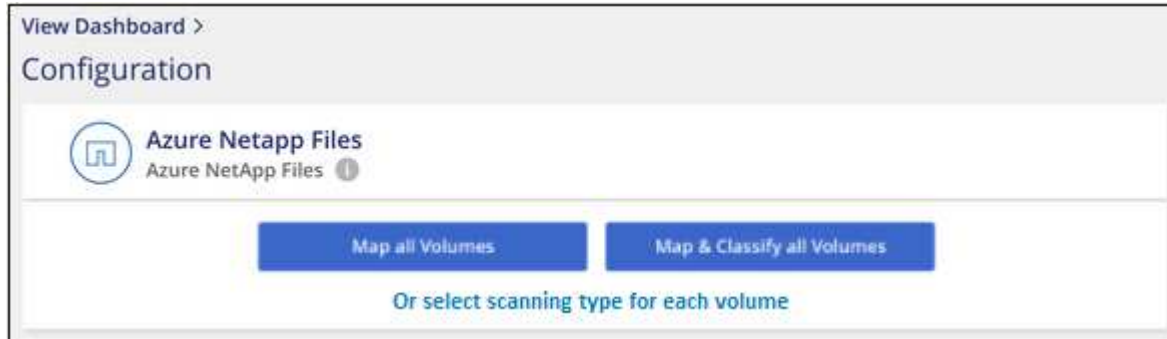 View Dashboard >
Configuration
Azure Netapp Files
Azure NetApp Files i
Map all Volumes Map & Classify all Volumes
Or select scanning type for each volume